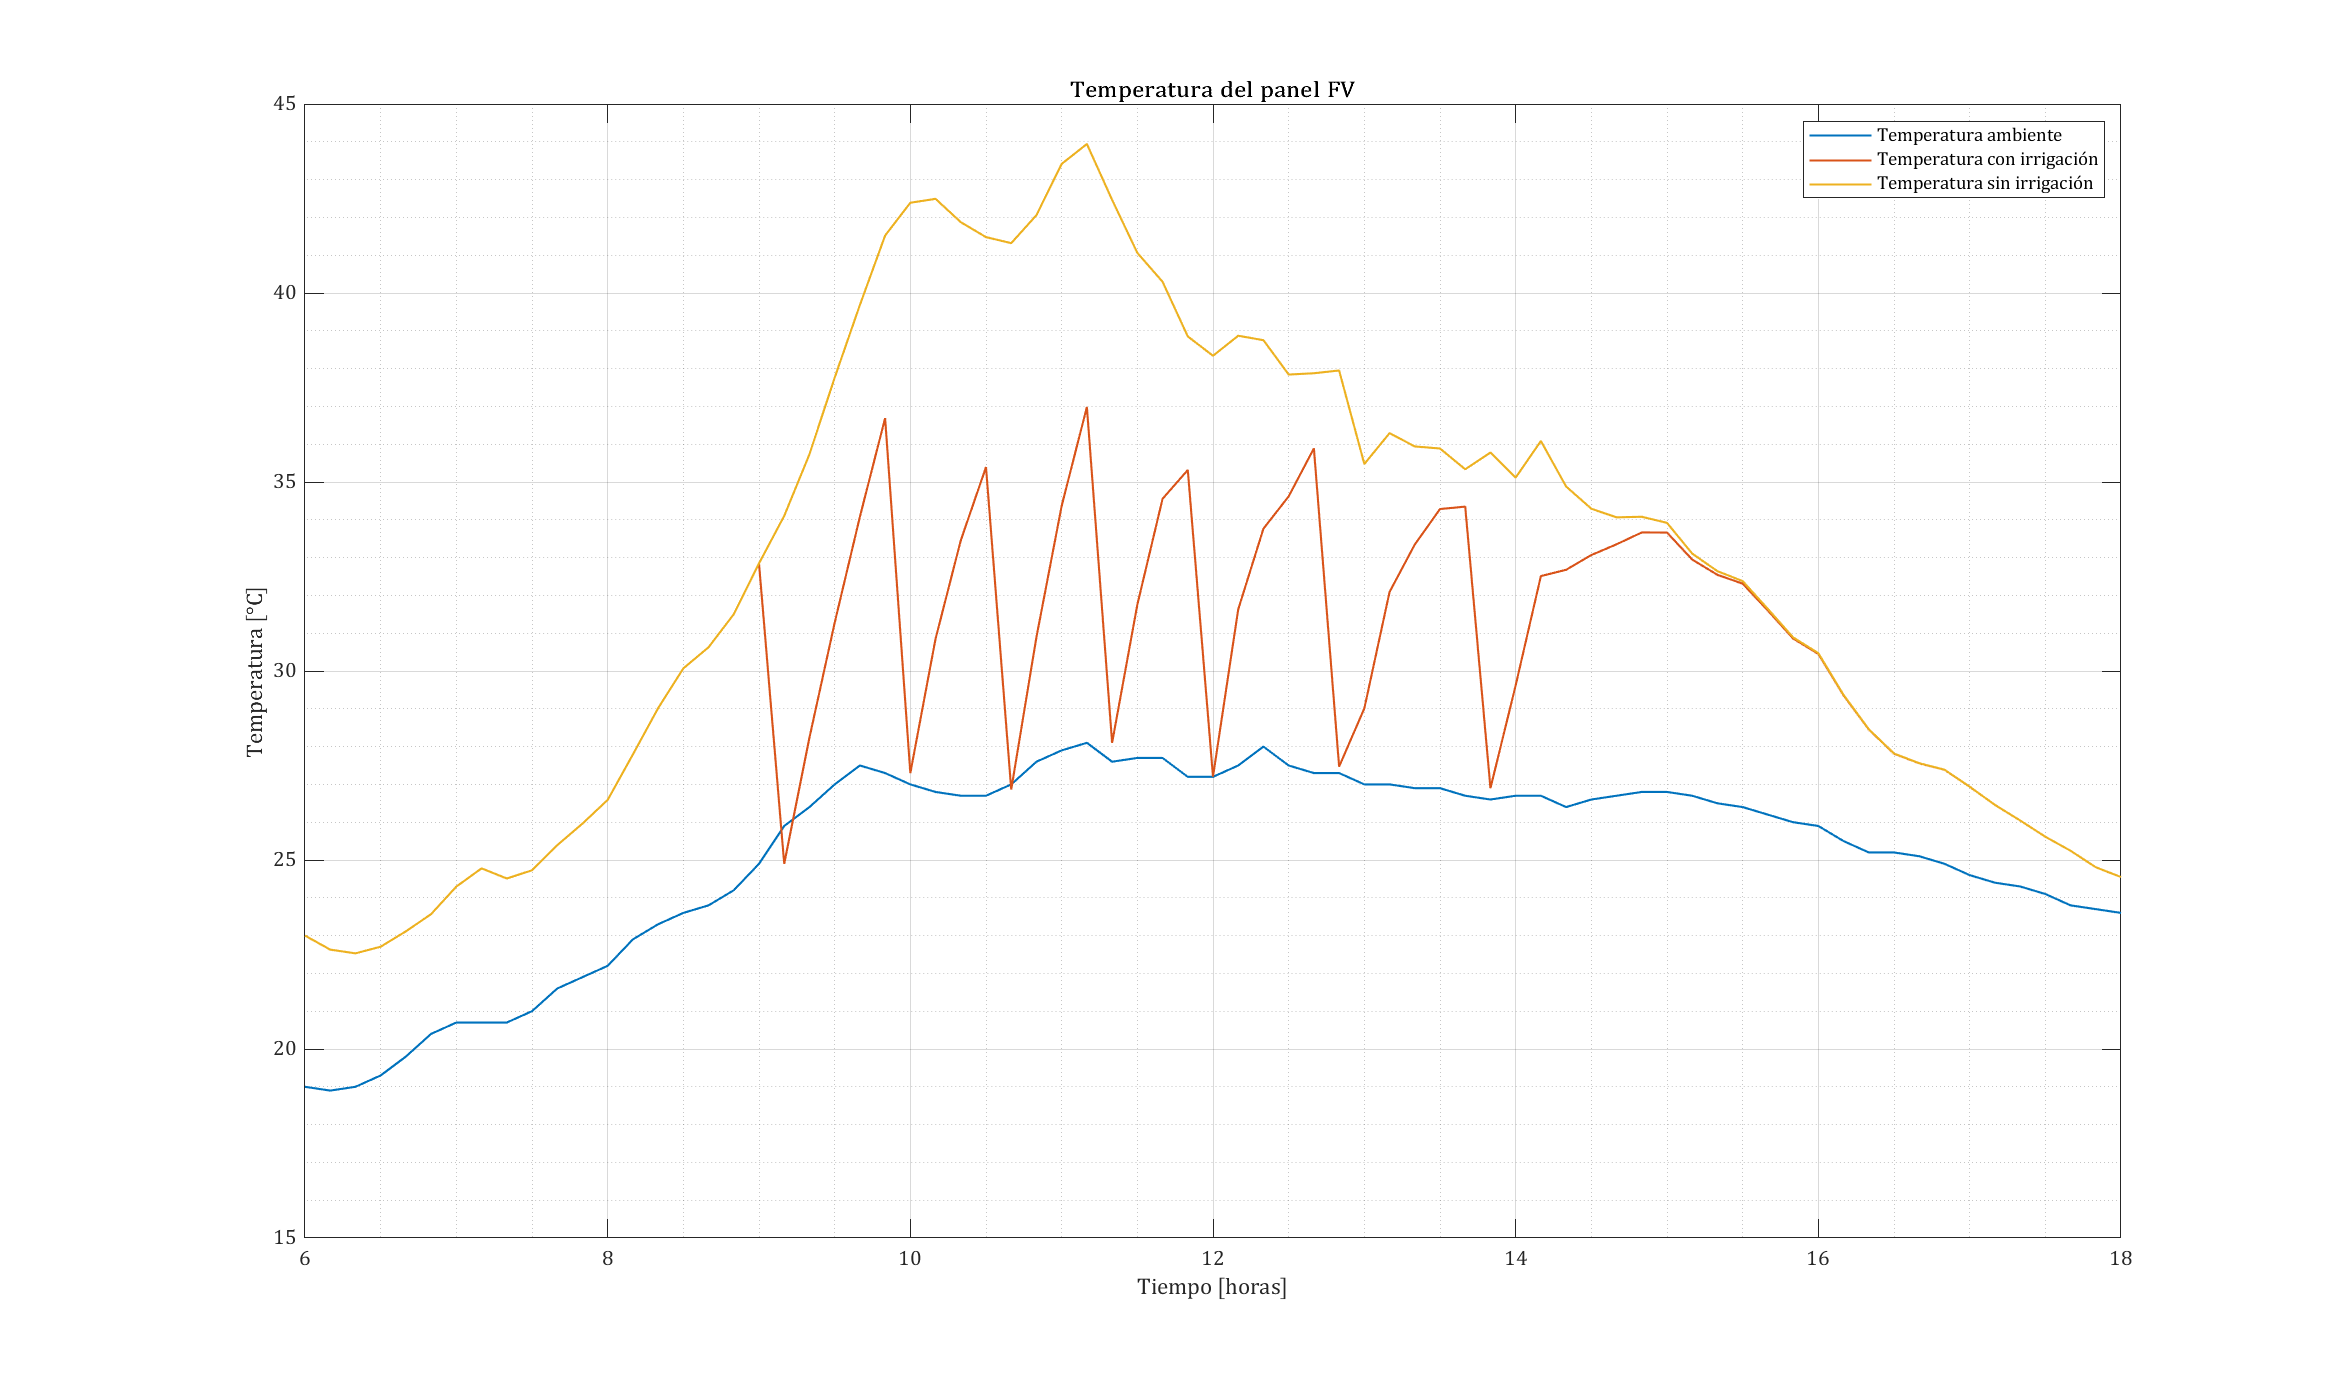 Temperatura del panel FV
Temperatura ambiente
Temperatura con irrigación
Temperatura sin irrigación
45
40
35
30
25
20
15
Temperatura [°C]
6 8 10 12 14 16 18
Tiempo [horas]